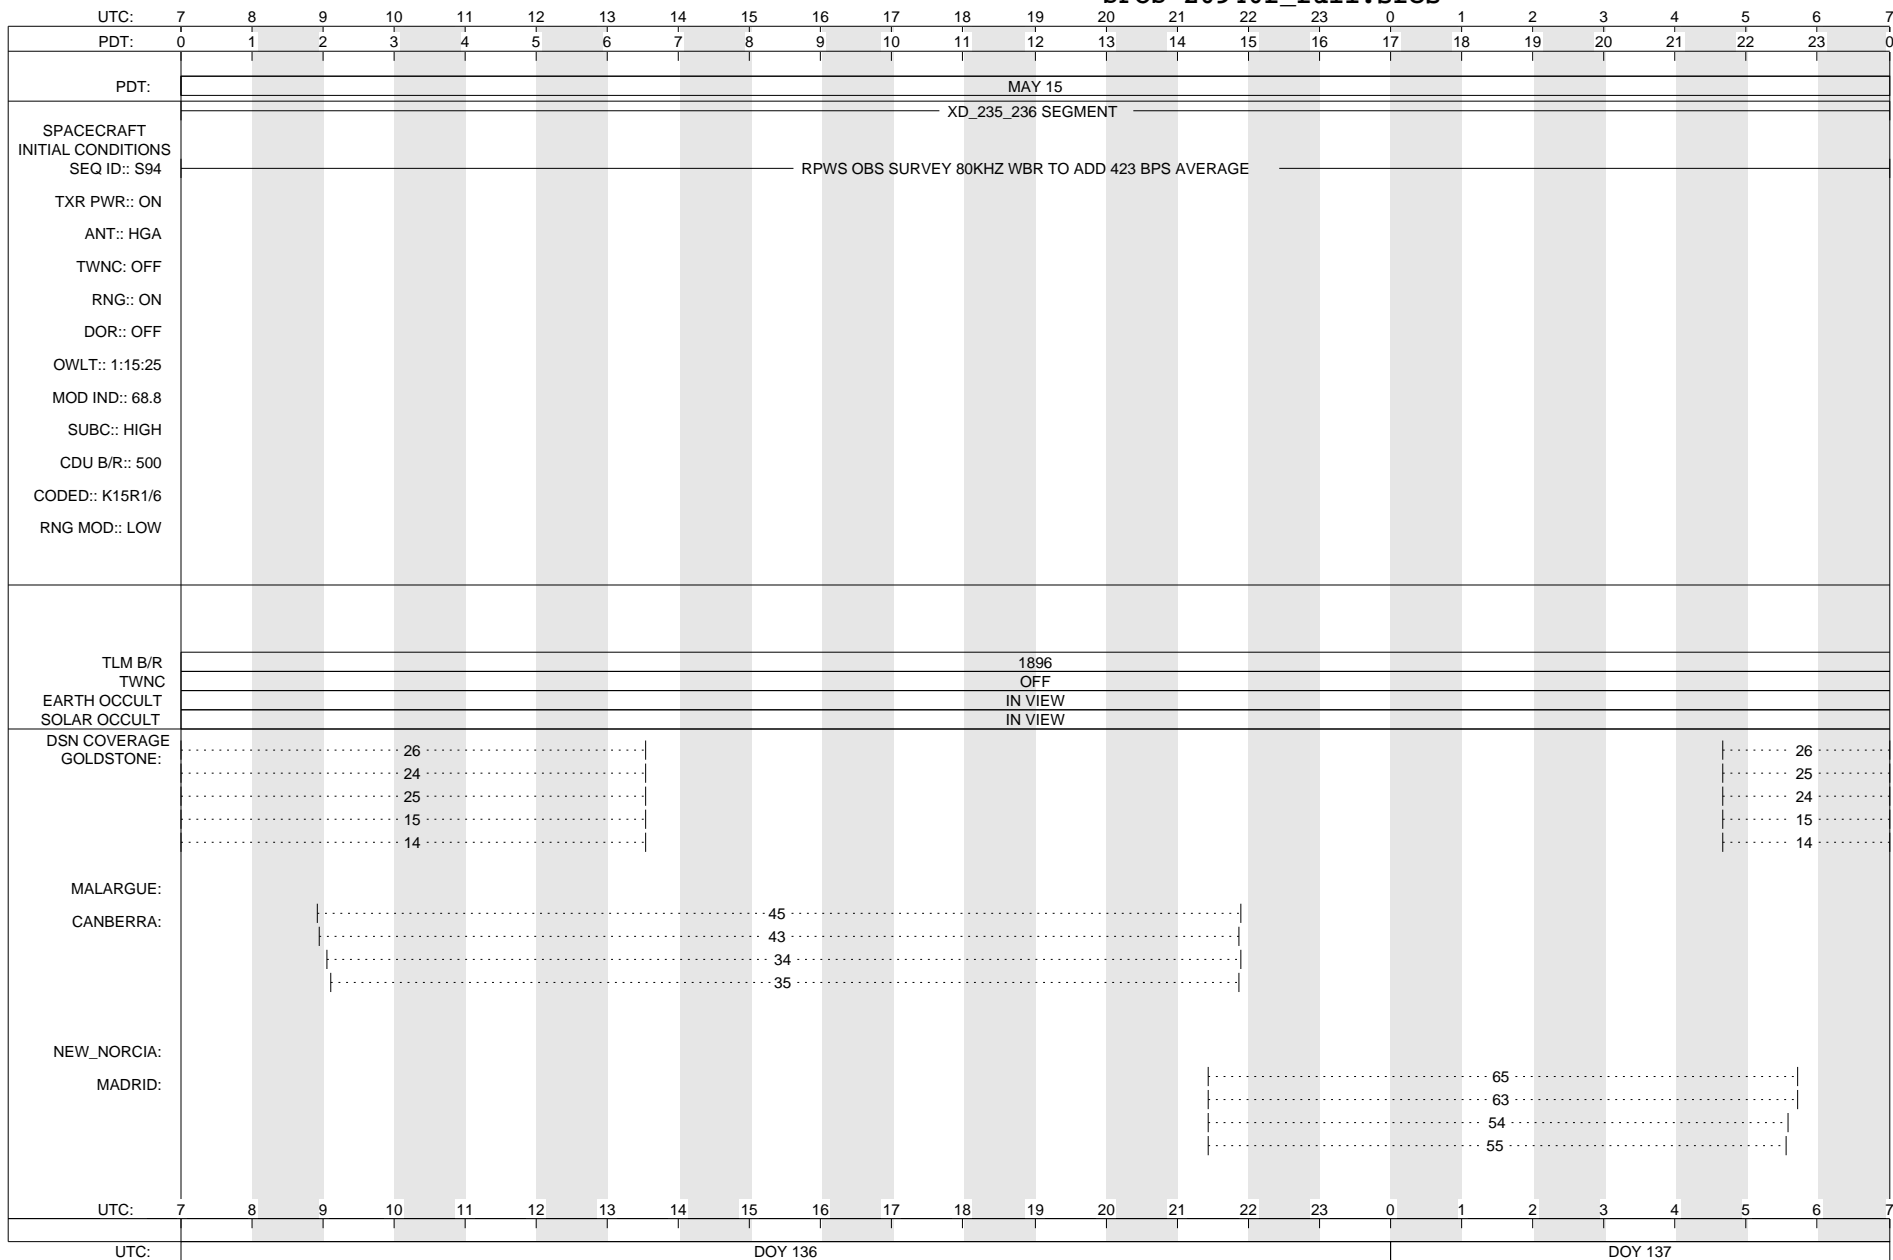 UTC: 7 8 9 10 11 12 13 14 15 16 17 18 19 20 21 22 23 0 1 2 3 4 5 6 7
PDT: 0 1 2 3 4 5 6 7 8 9 10 11 12 13 14 15 16 17 18 19 20 21 22 23 0
PDT: MAY 15
XD_235_236 SEGMENT
SPACECRAFT
INITIAL CONDITIONS
SEQ ID:: S94 RPWS OBS SURVEY 80KHZ WBR TO ADD 423 BPS AVERAGE
TXR PWR:: ON
ANT:: HGA
TWNC: OFF
RNG:: ON
DOR:: OFF
OWLT:: 1:15:25
MOD IND:: 68.8
SUBC:: HIGH
CDU B/R:: 500
CODED:: K15R1/6
RNG MOD:: LOW
TLM B/R 1896
TWNC OFF
EARTH OCCULT IN VIEW
SOLAR OCCULT IN VIEW
DSN COVERAGE
GOLDSTONE:
26 26
24 25
25 24
15 15
14 14
MALARGUE:
CANBERRA:
45
43
34
35
NEW_NORCIA:
MADRID:
65
63
54
55
UTC: 7 8 9 10 11 12 13 14 15 16 17 18 19 20 21 22 23 0 1 2 3 4 5 6 7
UTC: DOY 136 DOY 137